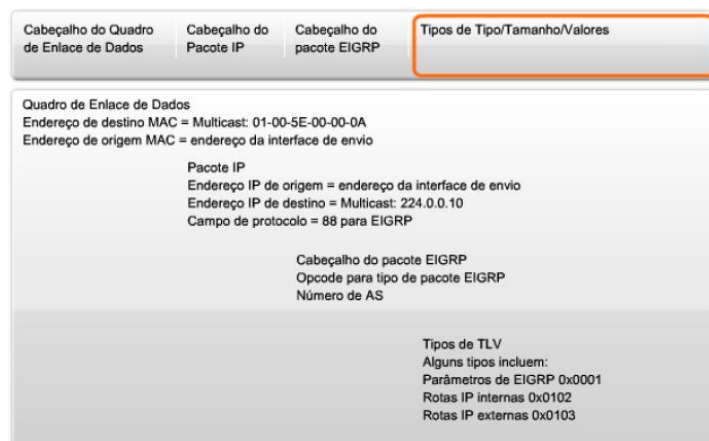 Cabeçalho do Quadro
de Enlace de Dados
Cabeçalho do
Pacote IP
Cabeçalho do
pacote EIGRP
Tipos de Tipo/Tamanho/Valores
Quadro de Enlace de Dados
Endereço de destino MAC = Multicast: 01-00-5E-00-00-0A
Endereço de origem MAC = endereço da interface de envio
Pacote IP
Endereço IP de origem = endereço da interface de envio
Endereço IP de destino = Multicast: 224.0.0.10
Campo de protocolo = 88 para EIGRP
Cabeçalho do pacote EIGRP
Opcode para tipo de pacote EIGRP
Número de AS
Tipos de TLV
Alguns tipos incluem:
Parâmetros de EIGRP 0x0001
Rotas IP internas 0x0102
Rotas IP externas 0x0103